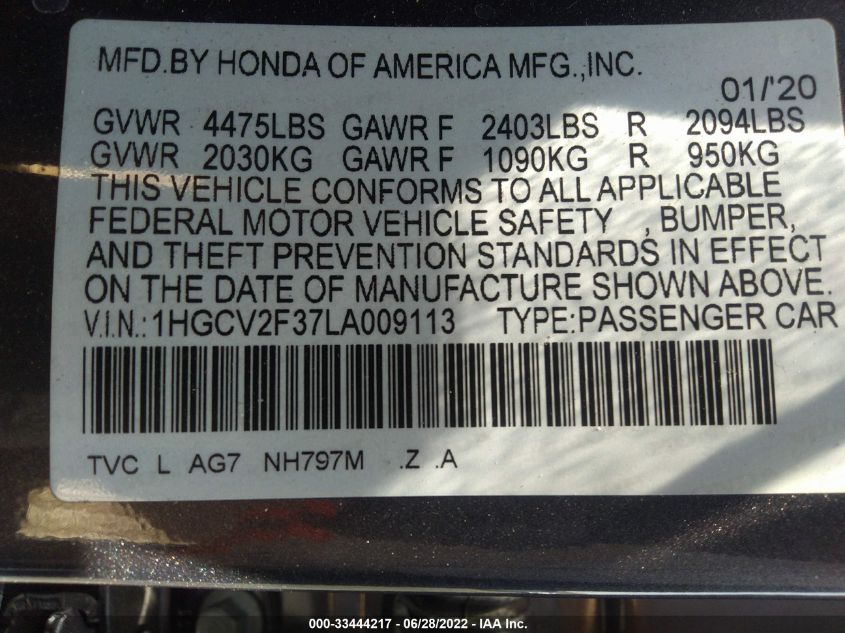 MFD.BY HONDA OF AMERICA MFG.,INC.
01/'20
GVWR 4475LBS GAWR F 2403LBS R 2094LBS
GVWR 2030KG GAWR F 1090KG R 950KG
THIS VEHICLE CONFORMS TO ALL APPLICABLE
FEDERAL MOTOR VEHICLE SAFETY , BUMPER,
AND THEFT PREVENTION STANDARDS IN EFFECT
ON THE DATE OF MANUFACTURE SHOWN ABOVE.
V.I.N.:1HGCV2F37LA009113 TYPE:PASSENGER CAR
TVC L AG7 NH797M .Z .A
000-33444217 - 06/28/2022 - IAA Inc.